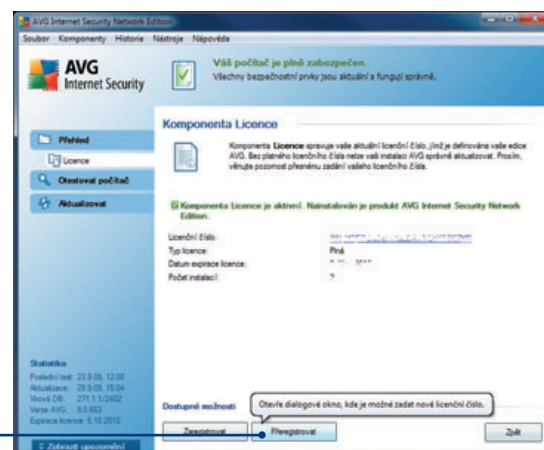 AVG Internet Security Network Edition
Soubor Komponenty Historie Nástroje Nápověda
AVG
Internet Security
Váš počítač je plně zabezpečen.
Všechny bezpečnostní prvky jsou aktuální a fungují správně.
Přehled
Licence
Otestovat počítač
Aktualizovat
Komponenta Licence
Komponenta Licence spravuje vaše aktuální licenční číslo, jímž je definována vaše edice
AVG. Bez platného licenčního čísla nelze vaši instalaci AVG správně aktualizovat. Prosím,
věnujte pozornost přesnému zadání vašeho licenčního čísla.
Komponenta Licence je aktivní. Nainstalován je produkt AVG Internet Security Network
Edition.
Licenční číslo:
Typ licence: Plná
Datum expirace licence:
Počet instalací:
Statistika
Poslední test: 23.9.09, 12:00
Aktualizace: 29.9.09, 15:04
Virová DB: 271.1.1/2402
Verze AVG: 9.0.663
Expirace licence: 6.10.2010
Zobrazit upozornění
Dostupné možnosti
Otevře dialogové okno, kde je možné zadat nové licenční číslo.
Zaregistrovat Přeregistrovat Zpět